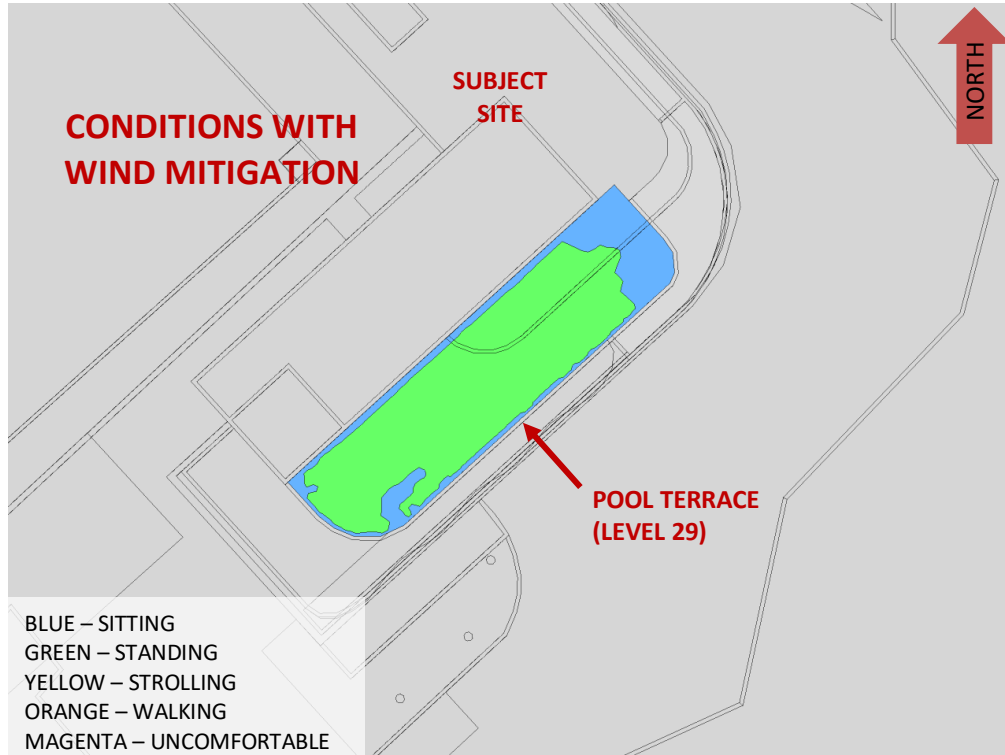 SUBJECT
SITE
NORTH
CONDITIONS WITH
WIND MITIGATION
POOL TERRACE
(LEVEL 29)
BLUE – SITTING
GREEN – STANDING
YELLOW – STROLLING
ORANGE – WALKING
MAGENTA – UNCOMFORTABLE